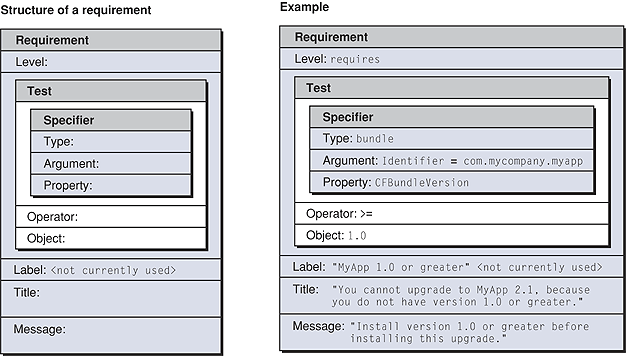 Structure of a requirement
Requirement
Level:
Test
Specifier
Type:
Argument:
Property:
Operator:
Object:
Label: <not currently used>
Title:
Message:
Example
Requirement
Level: requires
Test
Specifier
Type: bundle
Argument: Identifier = com.mycompany.myapp
Property: CFBundleVersion
Operator: >=
Object: 1.0
Label: "MyApp 1.0 or greater" <not currently used>
Title: "You cannot upgrade to MyApp 2.1, because
you do not have version 1.0 or greater."
Message: "Install version 1.0 or greater before
installing this upgrade."